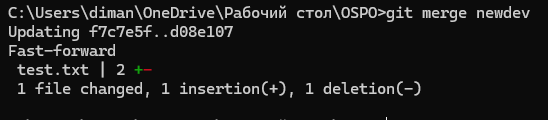 C:\Users\diman\OneDrive\Рабочий стол\OSPO>git merge newdev
Updating f7c7e5f..d08e107
Fast-forward
 test.txt | 2 +-
 1 file changed, 1 insertion(+), 1 deletion(-)